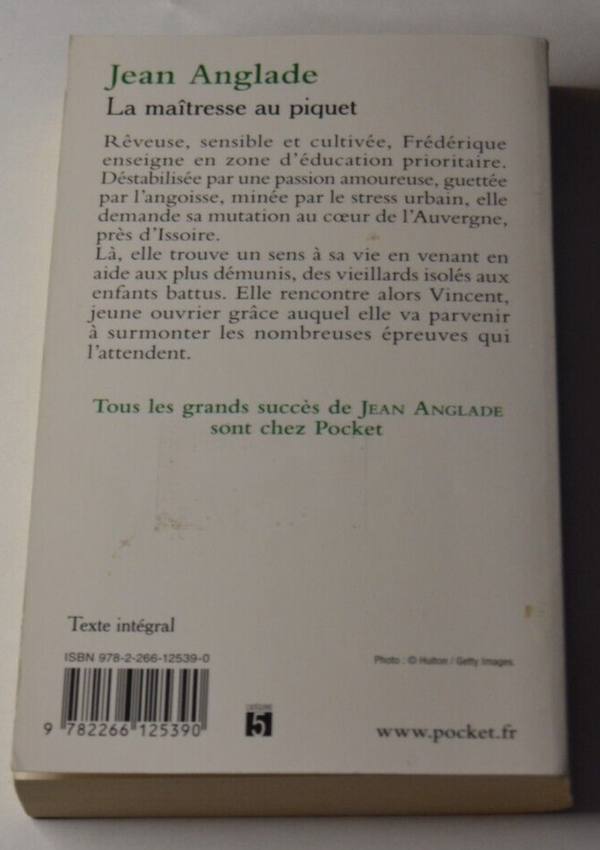 Jean Anglade
La maîtresse au piquet
Rêveuse, sensible et cultivée, Frédérique
enseigne en zone d'éducation prioritaire.
Déstabilisée par une passion amoureuse, guettée
par l'angoisse, minée par le stress urbain, elle
demande sa mutation au cœur de l'Auvergne,
près d'Issoire.
Là, elle trouve un sens à sa vie en venant en
aide aux plus démunis, des vieillards isolés aux
enfants battus. Elle rencontre alors Vincent,
jeune ouvrier grâce auquel elle va parvenir
à surmonter les nombreuses épreuves qui
l'attendent.
Tous les grands succès de JEAN ANGLADE
sont chez Pocket
Texte intégral
ISBN 978-2-266-12539-0
Photo : © Hulton / Getty Images.
9 782266 125390
5
www.pocket.fr